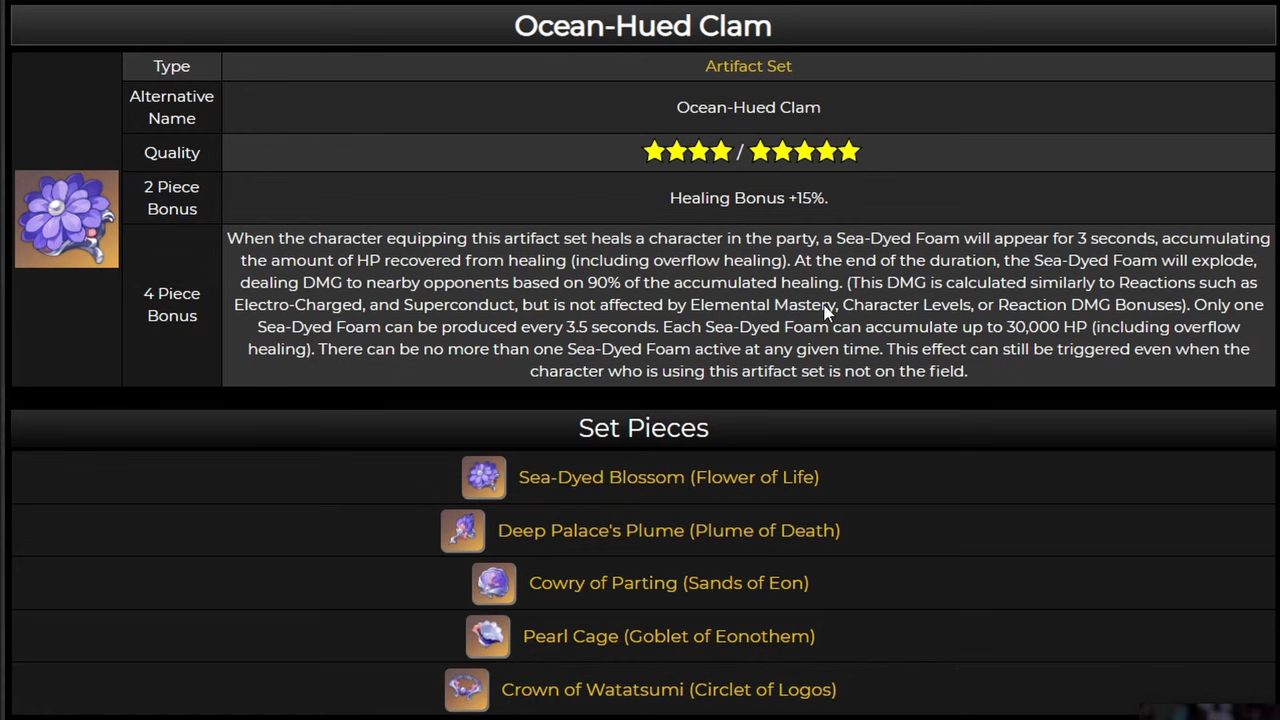 Ocean-Hued Clam
Type
Artifact Set
Alternative
Name
Ocean-Hued Clam
Quality
/
2 Piece
Bonus
Healing Bonus +15%.
4 Piece
Bonus
When the character equipping this artifact set heals a character in the party, a Sea-Dyed Foam will appear for 3 seconds, accumulating
the amount of HP recovered from healing (including overflow healing). At the end of the duration, the Sea-Dyed Foam will explode,
dealing DMG to nearby opponents based on 90% of the accumulated healing. (This DMG is calculated similarly to Reactions such as
Electro-Charged, and Superconduct, but is not affected by Elemental Mastery, Character Levels, or Reaction DMG Bonuses). Only one
Sea-Dyed Foam can be produced every 3.5 seconds. Each Sea-Dyed Foam can accumulate up to 30,000 HP (including overflow
healing). There can be no more than one Sea-Dyed Foam active at any given time. This effect can still be triggered even when the
character who is using this artifact set is not on the field.
Set Pieces
Sea-Dyed Blossom (Flower of Life)
Deep Palace's Plume (Plume of Death)
Cowry of Parting (Sands of Eon)
Pearl Cage (Goblet of Eonothem)
Crown of Watatsumi (Circlet of Logos)